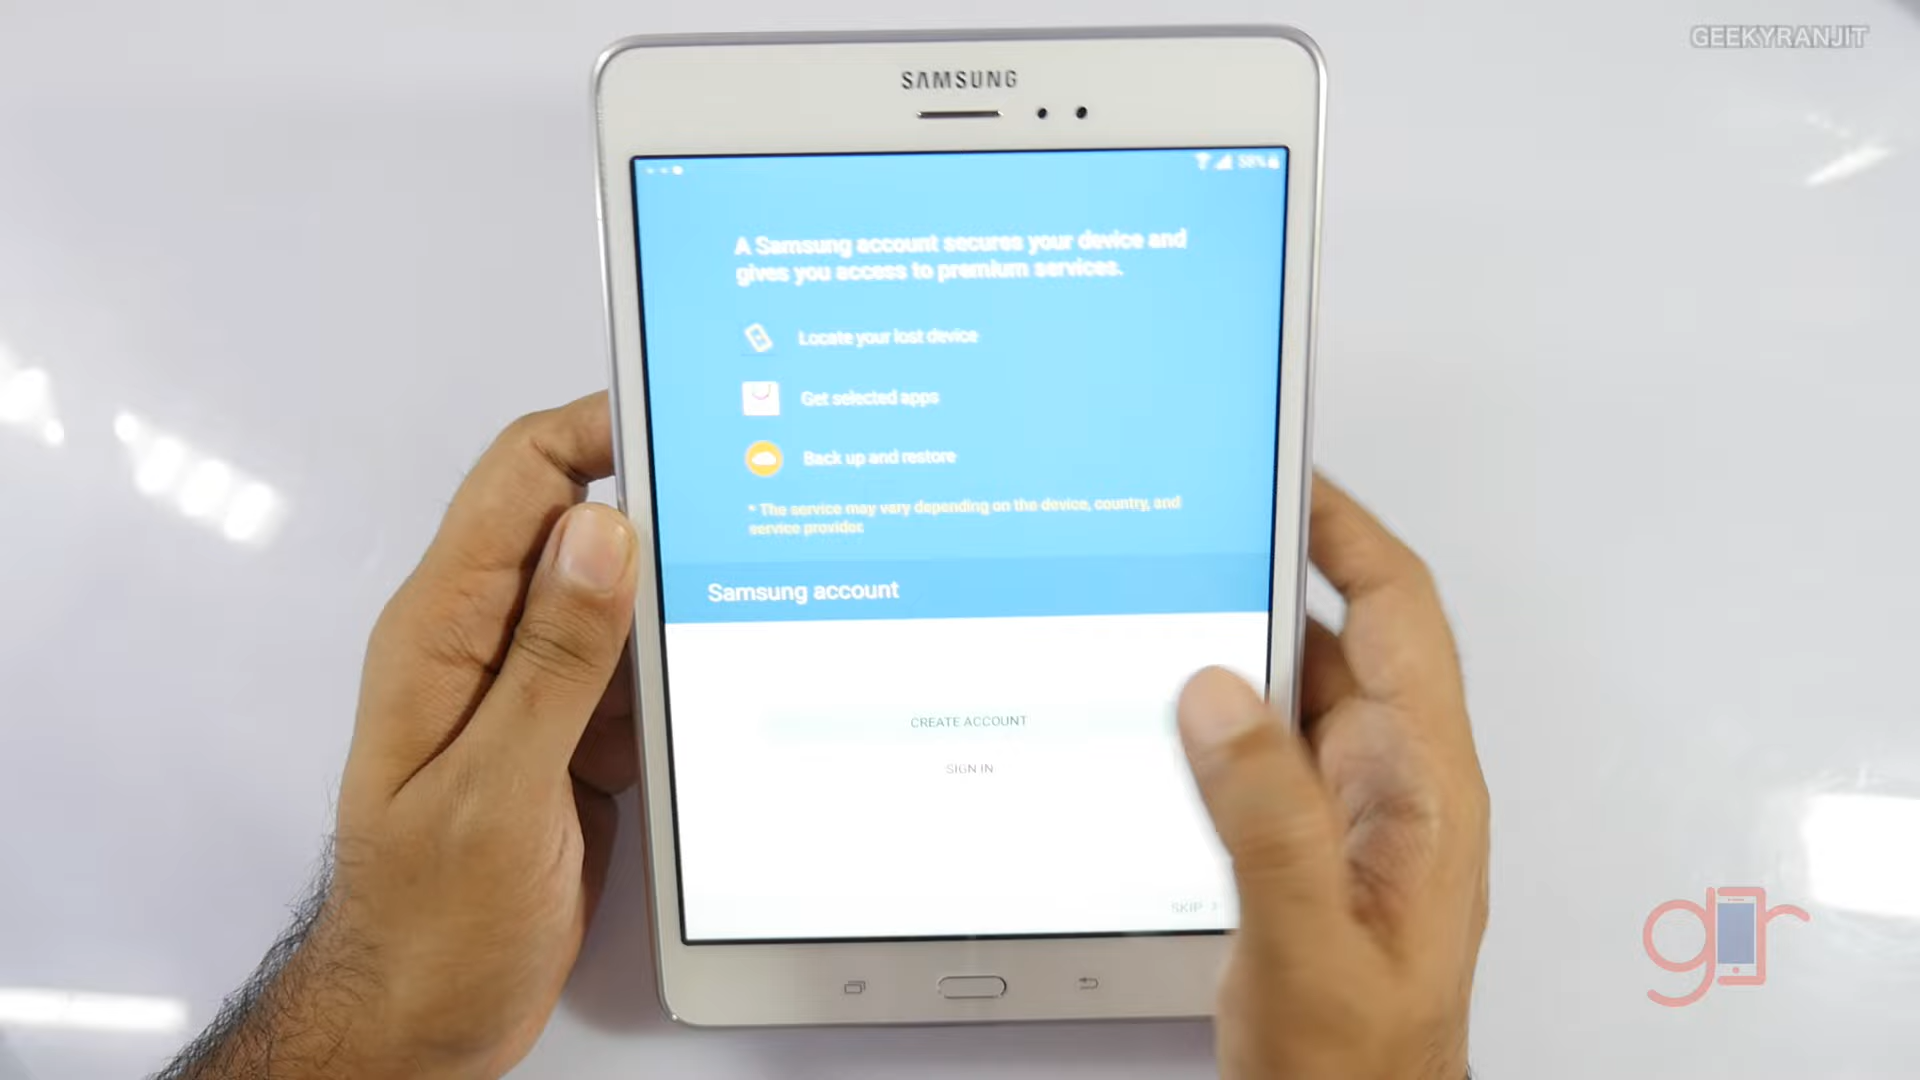 GEEKYRANJIT
SAMSUNG
58%
A Samsung account secures your device and
gives you access to premium services.
Locate your lost device
Get selected apps
Back up and restore
* The service may vary depending on the device, country, and
service provider.
Samsung account
CREATE ACCOUNT
SIGN IN
SKIP
gr